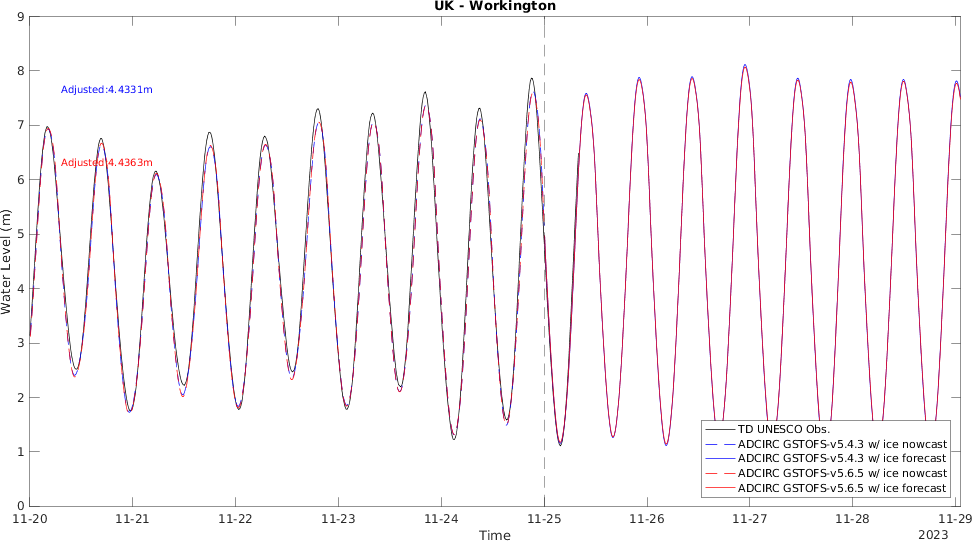 UK - Workington
9
8
7
6
5
4
3
2
1
0
Water Level (m)
Adjusted:4.4331m
Adjusted:4.4363m
TD UNESCO Obs.
ADCIRC GSTOFS-v5.4.3 w/ ice nowcast
ADCIRC GSTOFS-v5.4.3 w/ ice forecast
ADCIRC GSTOFS-v5.6.5 w/ ice nowcast
ADCIRC GSTOFS-v5.6.5 w/ ice forecast
11-20 11-21 11-22 11-23 11-24 11-25 11-26 11-27 11-28 11-29
Time
2023